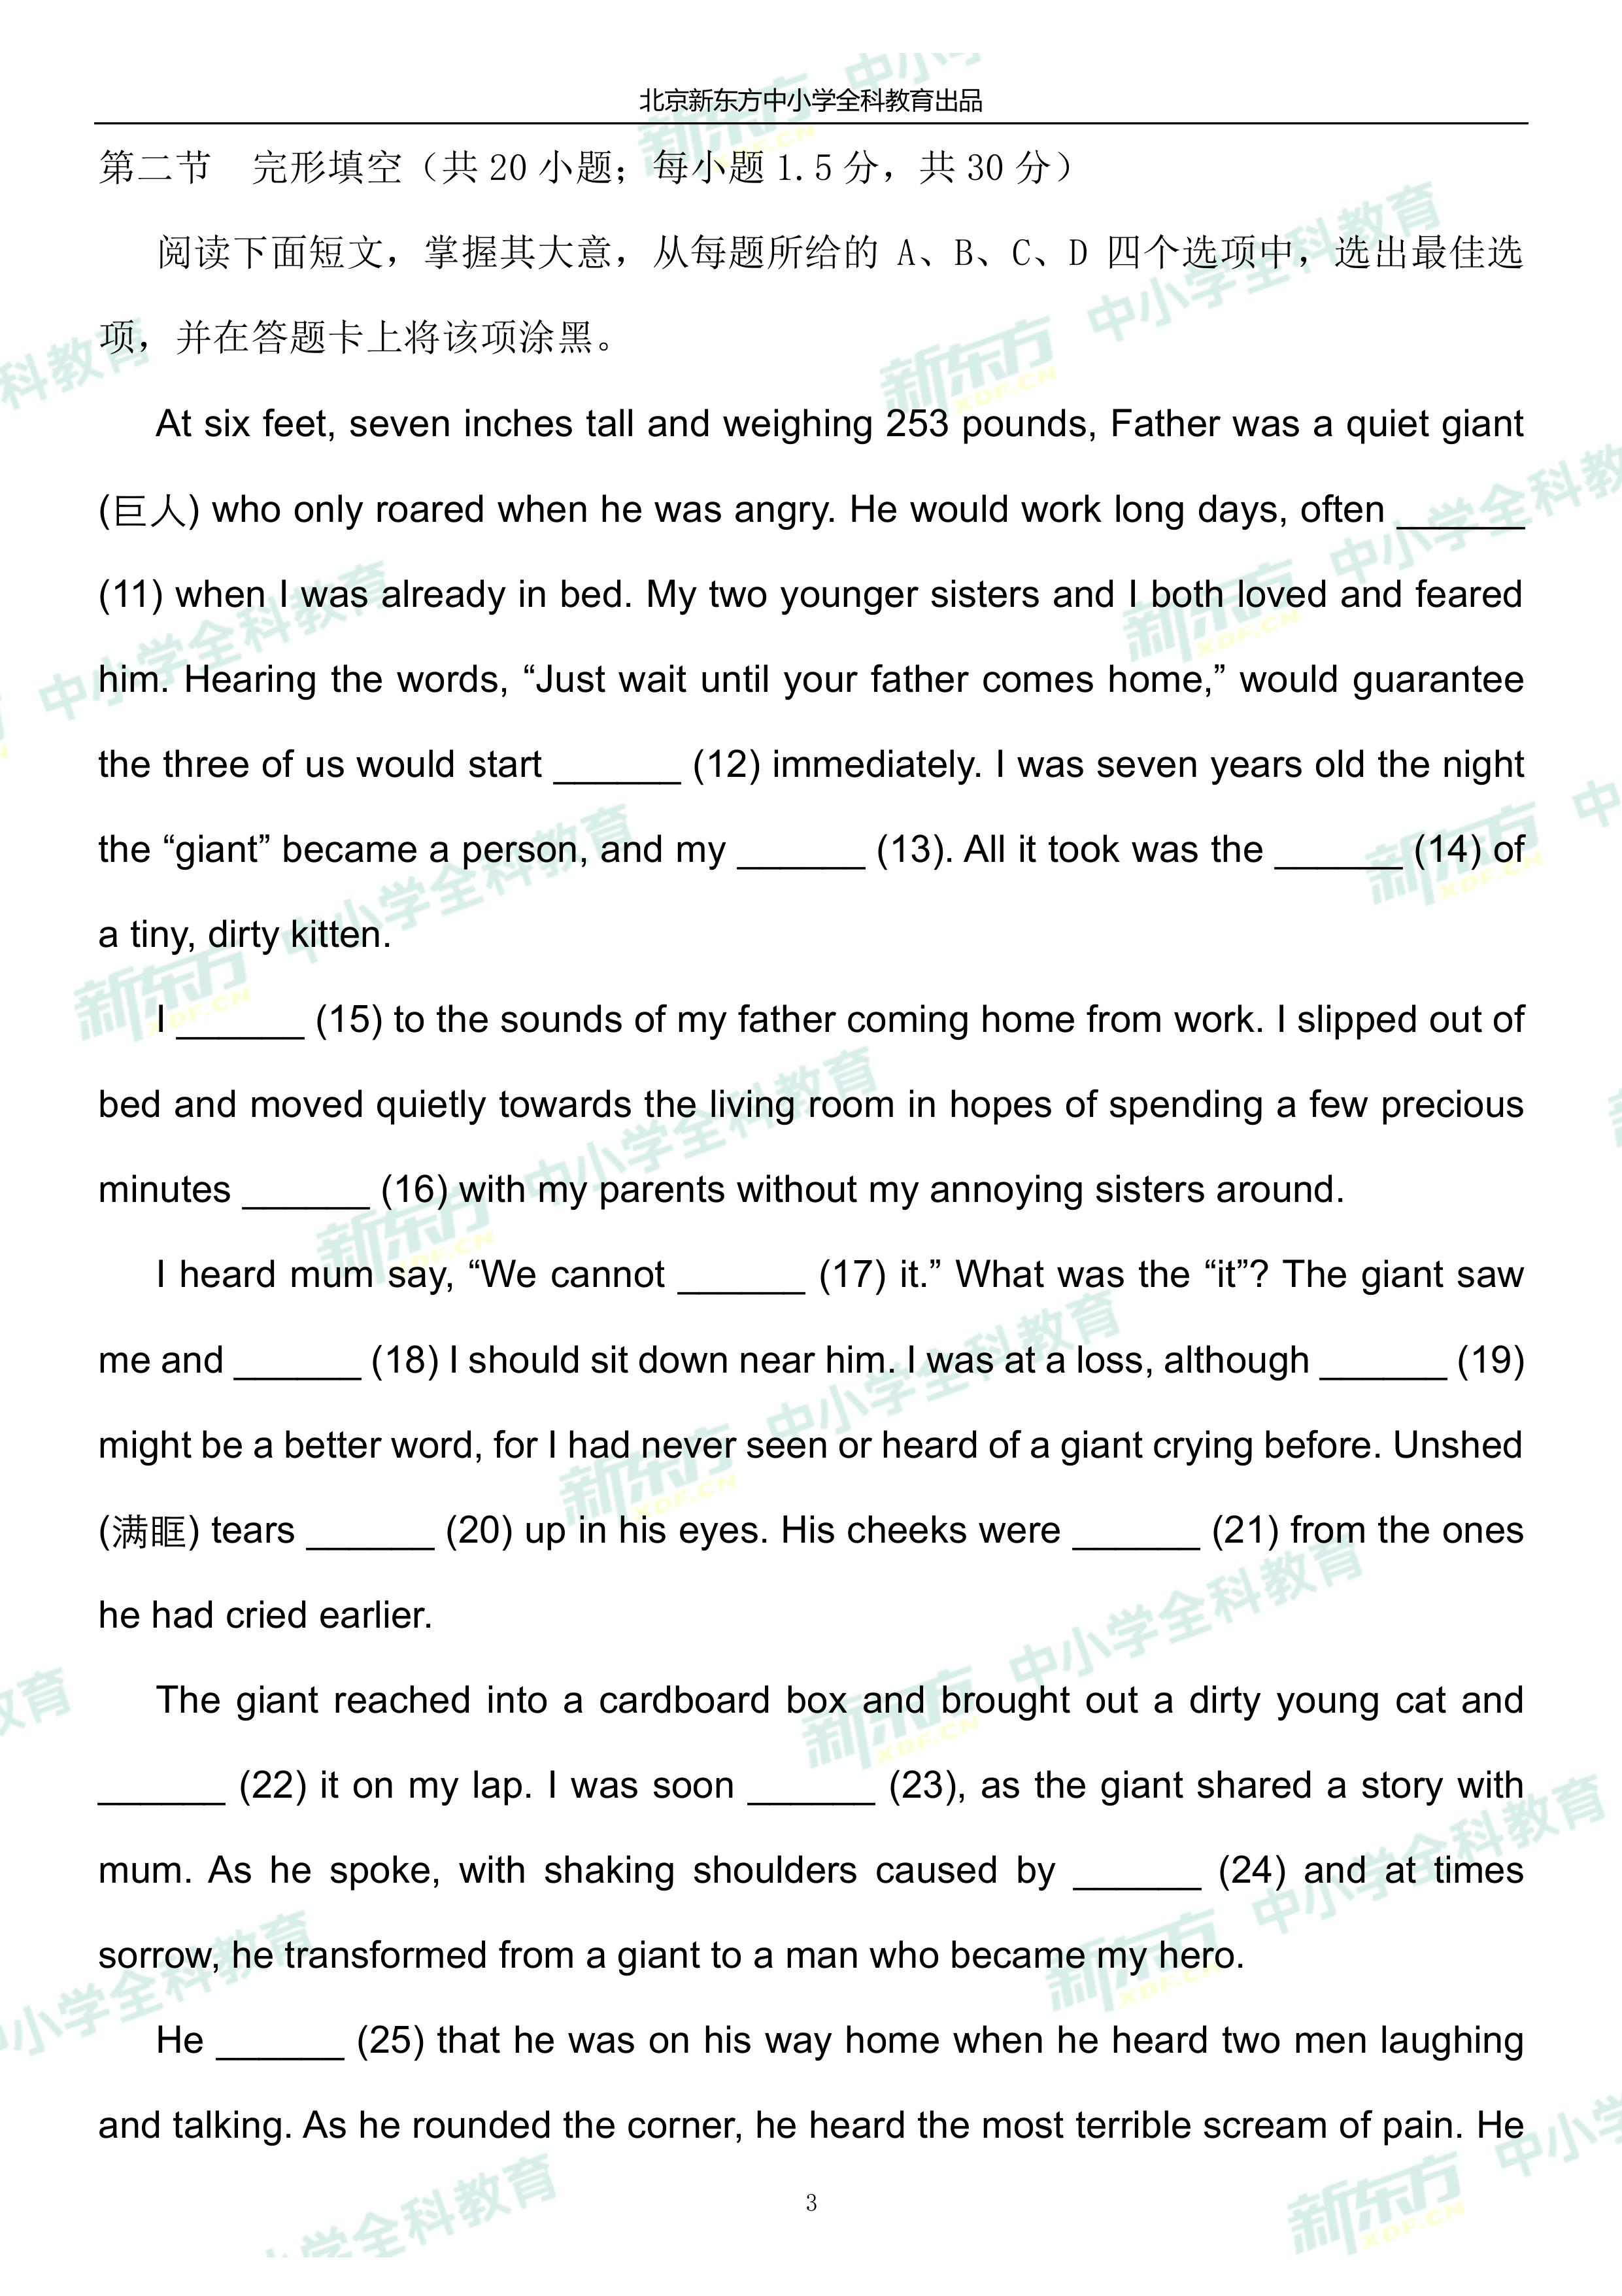 北京新东方中小学全科教育出品
第二节　完形填空（共 20 小题；每小题 1.5 分，共 30 分）
阅读下面短文，掌握其大意，从每题所给的 A、B、C、D 四个选项中，选出最佳选
项，并在答题卡上将该项涂黑。
At six feet, seven inches tall and weighing 253 pounds, Father was a quiet giant
(巨人) who only roared when he was angry. He would work long days, often ______
(11) when I was already in bed. My two younger sisters and I both loved and feared
him. Hearing the words, “Just wait until your father comes home,” would guarantee
the three of us would start ______ (12) immediately. I was seven years old the night
the “giant” became a person, and my ______ (13). All it took was the ______ (14) of
a tiny, dirty kitten.
I ______ (15) to the sounds of my father coming home from work. I slipped out of
bed and moved quietly towards the living room in hopes of spending a few precious
minutes ______ (16) with my parents without my annoying sisters around.
I heard mum say, “We cannot ______ (17) it.” What was the “it”? The giant saw
me and ______ (18) I should sit down near him. I was at a loss, although ______ (19)
might be a better word, for I had never seen or heard of a giant crying before. Unshed
(满眶) tears ______ (20) up in his eyes. His cheeks were ______ (21) from the ones
he had cried earlier.
The giant reached into a cardboard box and brought out a dirty young cat and
______ (22) it on my lap. I was soon ______ (23), as the giant shared a story with
mum. As he spoke, with shaking shoulders caused by ______ (24) and at times
sorrow, he transformed from a giant to a man who became my hero.
He ______ (25) that he was on his way home when he heard two men laughing
and talking. As he rounded the corner, he heard the most terrible scream of pain. He
3
新东方 XDF.CN 中小学全科教育